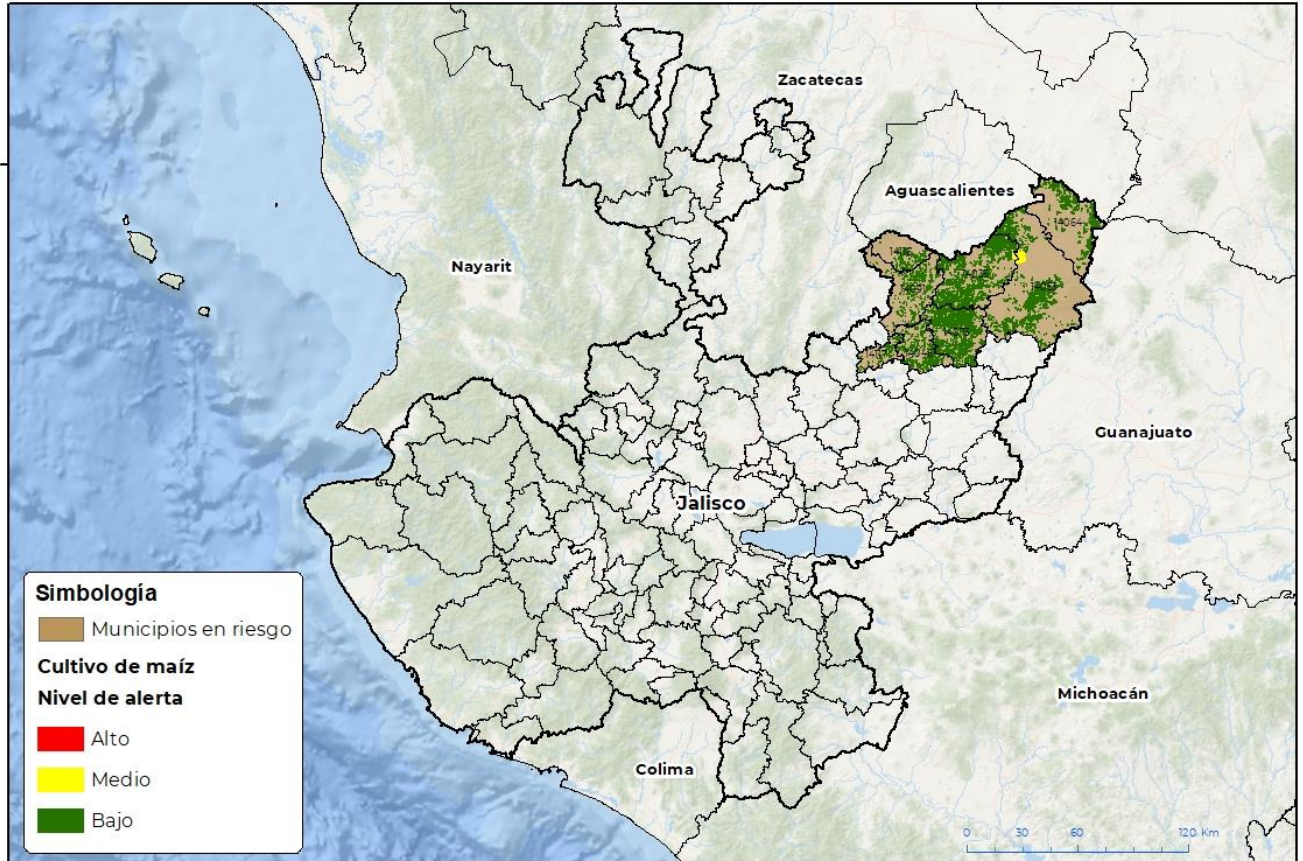 Zacatecas
Aguascalientes
14064
Nayarit
Guanajuato
Jalisco
Michoacán
Colima
Simbología
Municipios en riesgo
Cultivo de maíz
Nivel de alerta
Alto
Medio
Bajo
0 30 60 120 Km